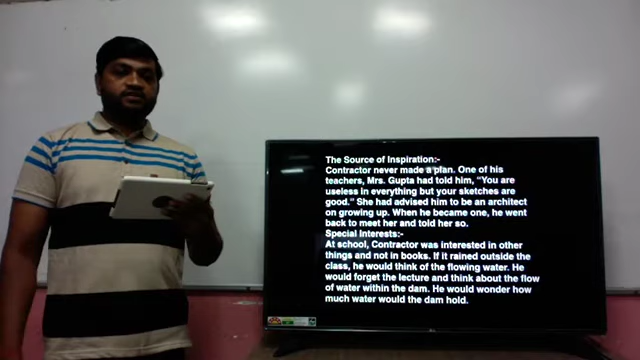 The Source of Inspiration:-
Contractor never made a plan. One of his
teachers, Mrs. Gupta had told him, “You are
useless in everything but your sketches are
good.” She had advised him to be an architect
on growing up. When he became one, he went
back to meet her and told her so.
Special Interests:-
At school, Contractor was interested in other
things and not in books. If it rained outside the
class, he would think of the flowing water. He
would forget the lecture and think about the flow
of water within the dam. He would wonder how
much water would the dam hold.